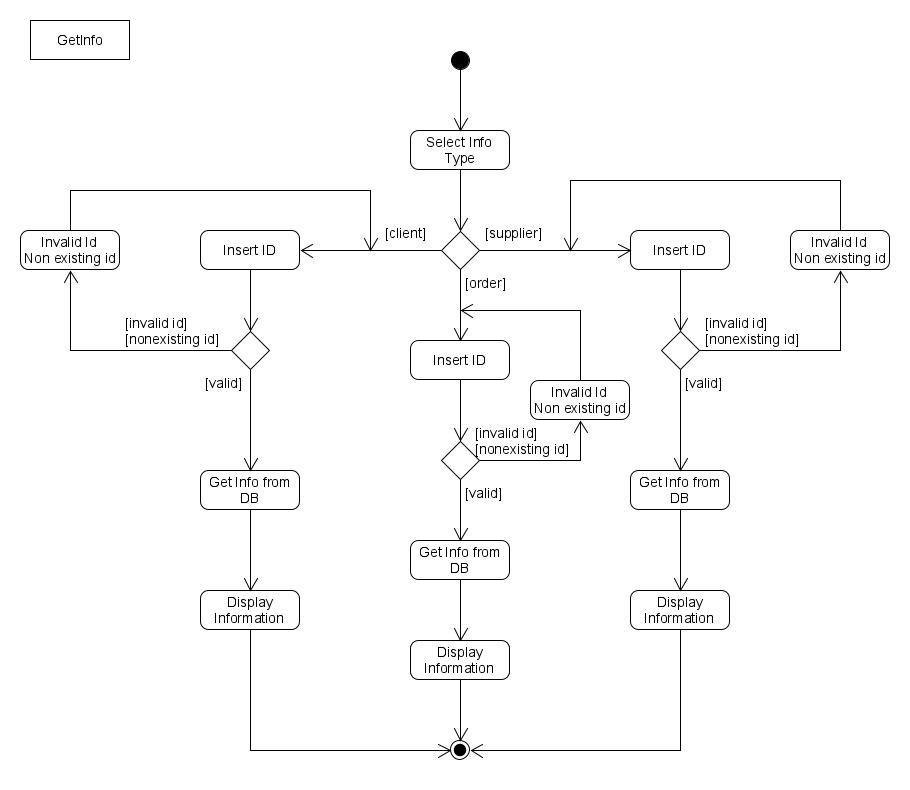 GetInfo
Select Info
Type
[client]
[supplier]
Invalid Id
Non existing id
Insert ID
Insert ID
Invalid Id
Non existing id
[order]
[invalid id]
[nonexisting id]
[invalid id]
[nonexisting id]
Insert ID
[valid]
[valid]
Invalid Id
Non existing id
[invalid id]
[nonexisting id]
[valid]
Get Info from
DB
Get Info from
DB
Get Info from
DB
Display
Information
Display
Information
Display
Information